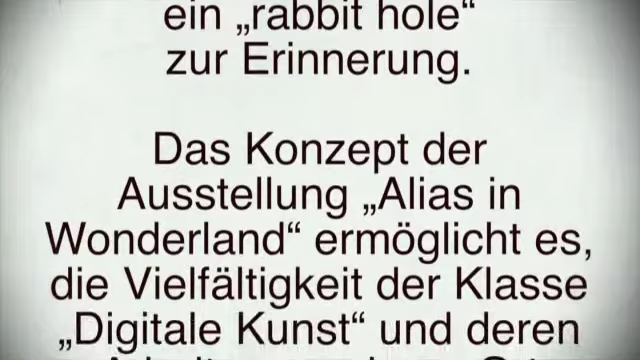 ein „rabbit hole“
zur Erinnerung.
Das Konzept der
Ausstellung „Alias in
Wonderland“ ermöglicht es,
die Vielfältigkeit der Klasse
„Digitale Kunst“ und deren